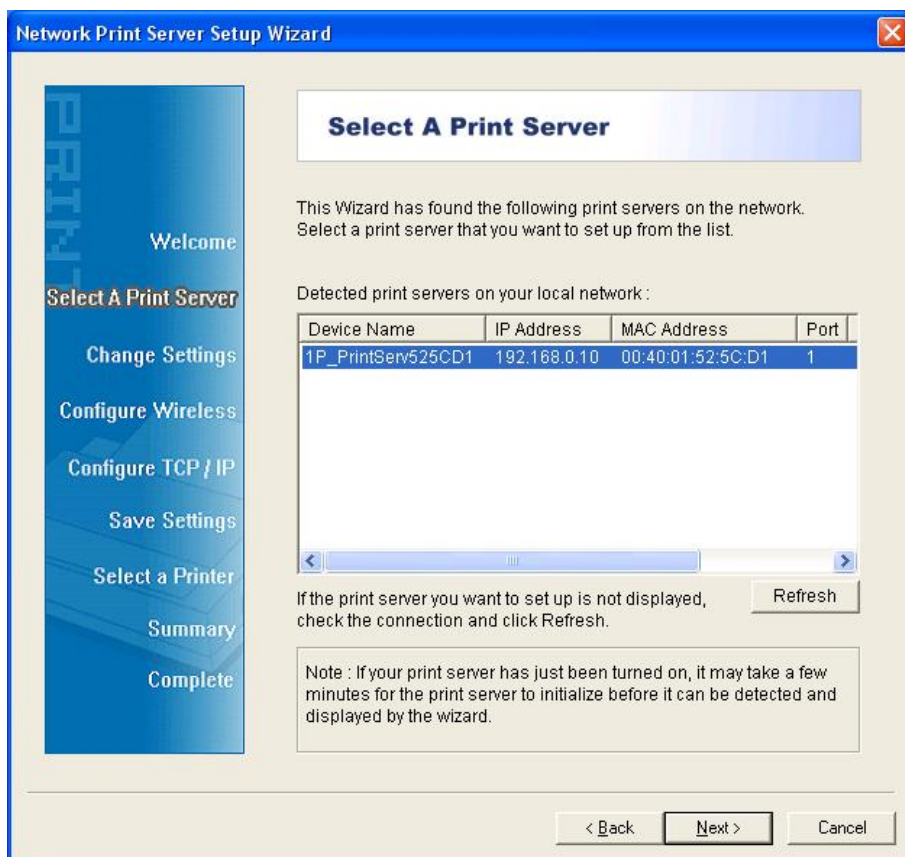 Network Print Server Setup Wizard
PRINT
Welcome
Select A Print Server
Change Settings
Configure Wireless
Configure TCP / IP
Save Settings
Select a Printer
Summary
Complete
Select A Print Server
This Wizard has found the following print servers on the network.
Select a print server that you want to set up from the list.
Detected print servers on your local network :
Device Name IP Address MAC Address Port
1P_PrintServ525CD1 192.168.0.10 00:40:01:52:5C:D1 1
If the print server you want to set up is not displayed,
check the connection and click Refresh.
Refresh
Note : If your print server has just been turned on, it may take a few
minutes for the print server to initialize before it can be detected and
displayed by the wizard.
< Back Next > Cancel